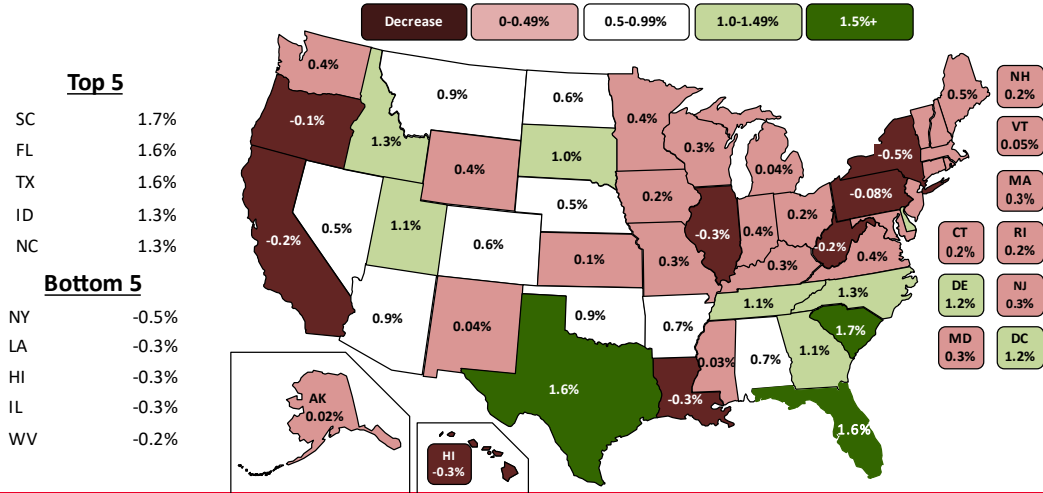 Decrease 0-0.49% 0.5-0.99% 1.0-1.49% 1.5%+
Top 5
SC 1.7%
FL 1.6%
TX 1.6%
ID 1.3%
NC 1.3%
Bottom 5
NY -0.5%
LA -0.3%
HI -0.3%
IL -0.3%
WV -0.2%
0.4%
0.9%
0.6%
0.4%
0.5%
-0.1%
1.3%
0.4%
1.0%
0.3%
0.04%
-0.5%
-0.08%
-0.2%
0.5%
1.1%
0.6%
0.5%
0.2%
-0.3%
0.4%
0.2%
-0.2%
0.4%
0.1%
0.3%
0.3%
0.9%
0.04%
0.9%
0.7%
1.1%
1.3%
1.7%
1.6%
-0.3%
0.03%
0.7%
1.1%
1.6%
AK
0.02%
HI
-0.3%
NH
0.2%
VT
0.05%
MA
0.3%
CT
0.2%
RI
0.2%
DE
1.2%
NJ
0.3%
MD
0.3%
DC
1.2%